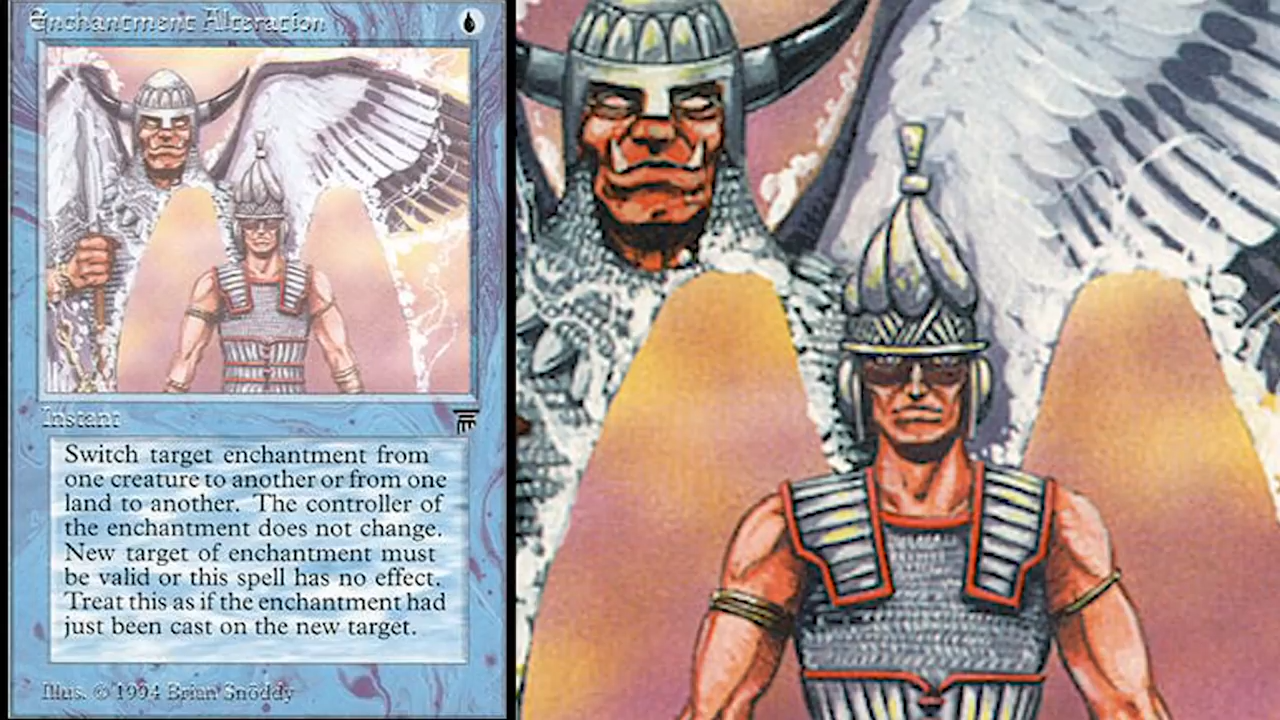 Enchantment Alteration
Instant
Switch target enchantment from
one creature to another or from one
land to another. The controller of
the enchantment does not change.
New target of enchantment must
be valid or this spell has no effect.
Treat this as if the enchantment had
just been cast on the new target.
Illus. © 1994 Brian Snoddy